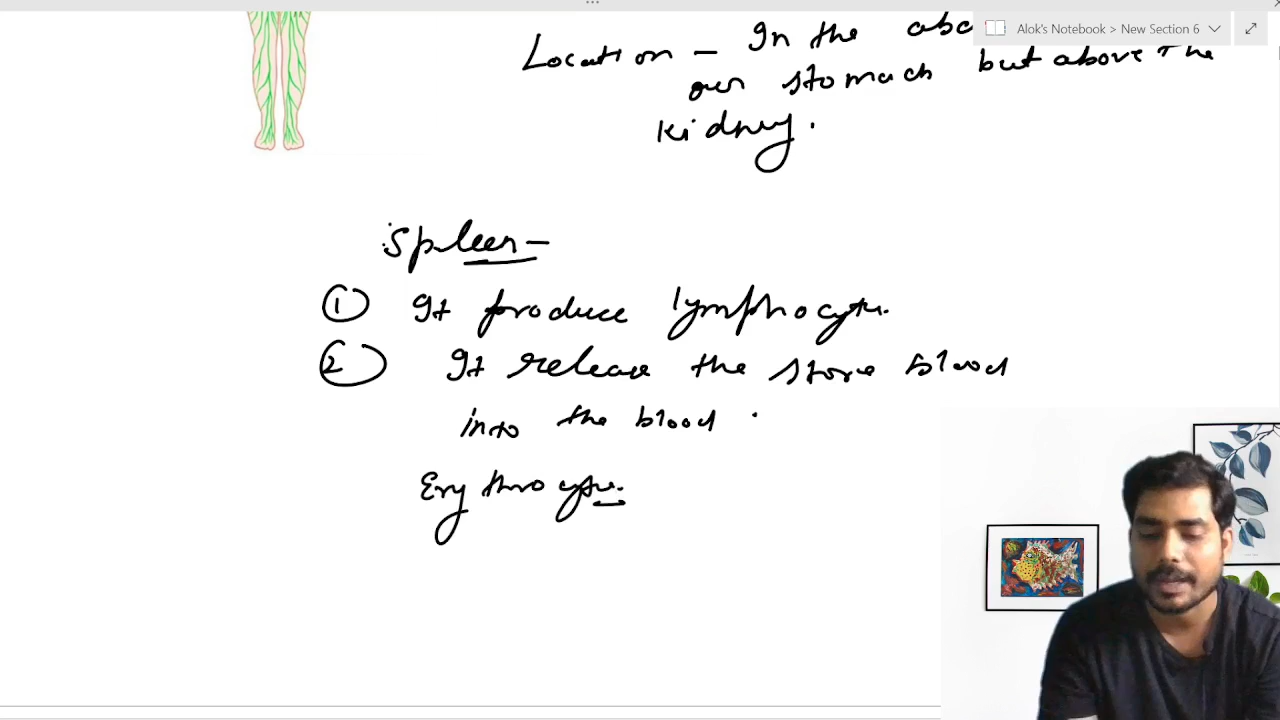 Alok's Notebook > New Section 6
Location - In the
our stomach but above the
kidney.
Spleen-
① It produce lymphocyte.
② It release the store blood
into the blood .
Erythrocyte.